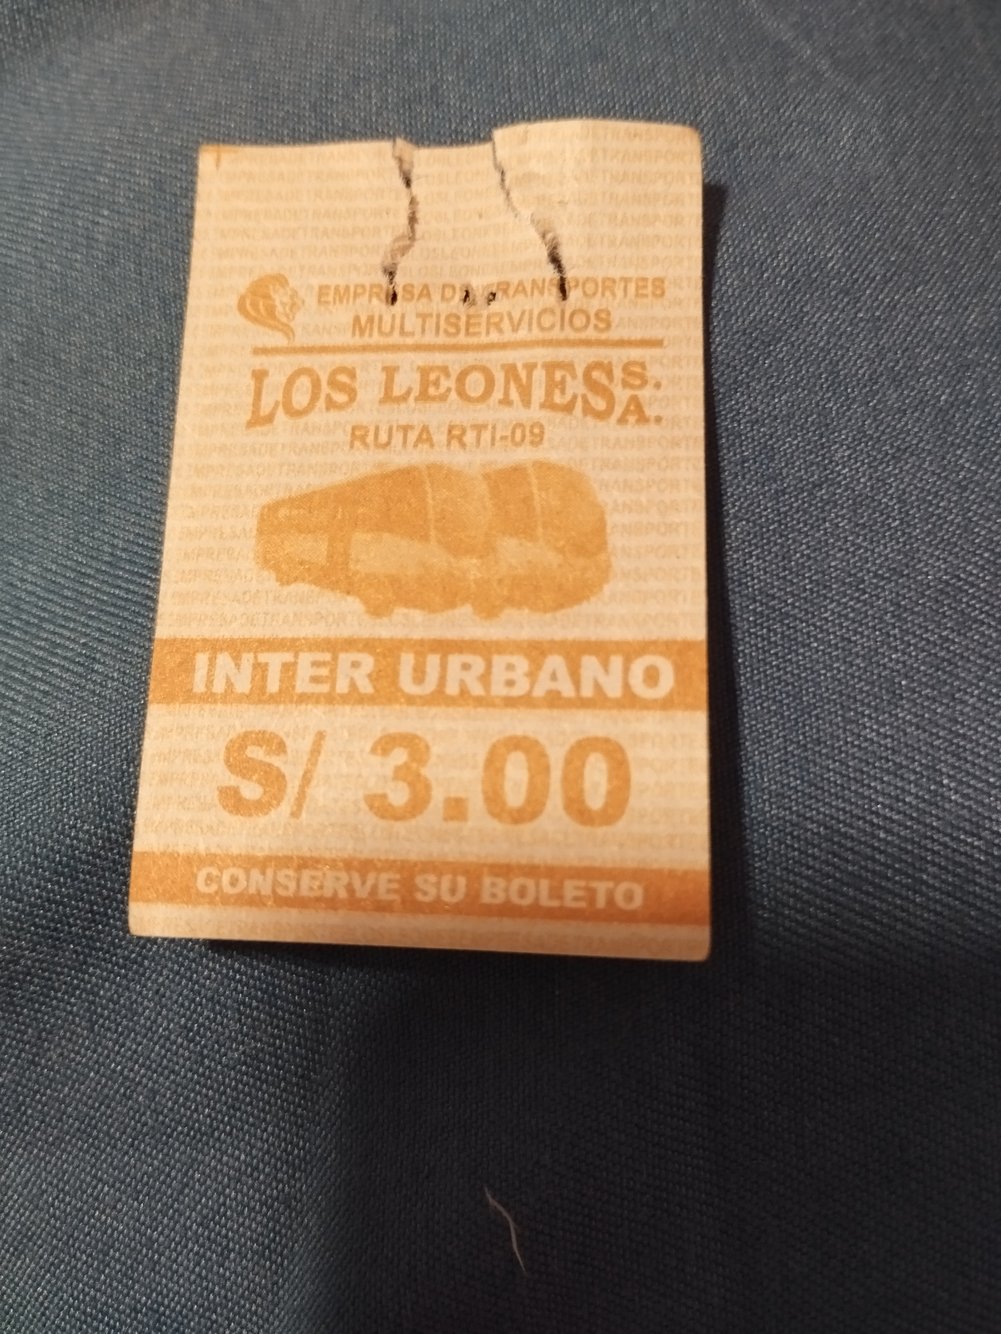 EMPRESA DE TRANSPORTES
MULTISERVICIOS
LOS LEONES S.A.
RUTA RTI-09
INTER URBANO
S/ 3.00
CONSERVE SU BOLETO